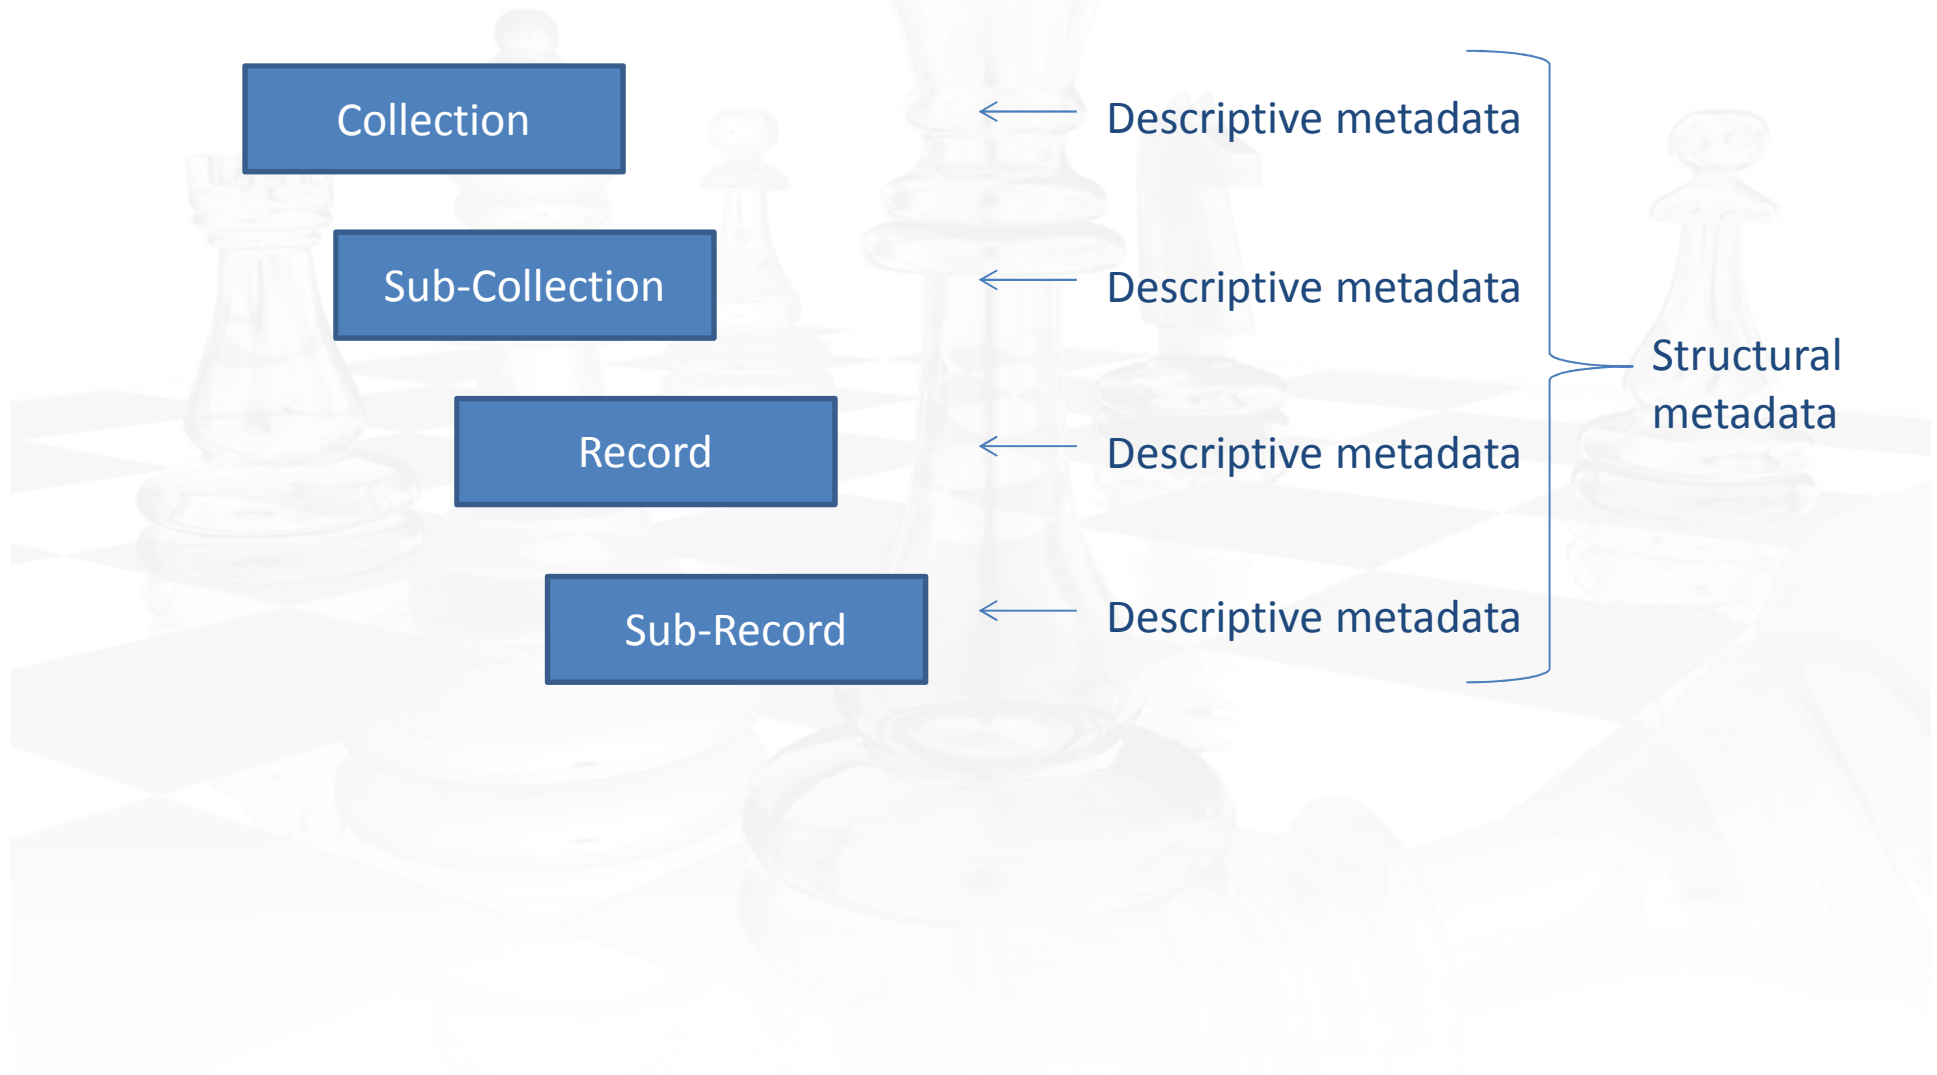 Collection
Descriptive metadata
Sub-Collection
Descriptive metadata
Structural
metadata
Record
Descriptive metadata
Sub-Record
Descriptive metadata